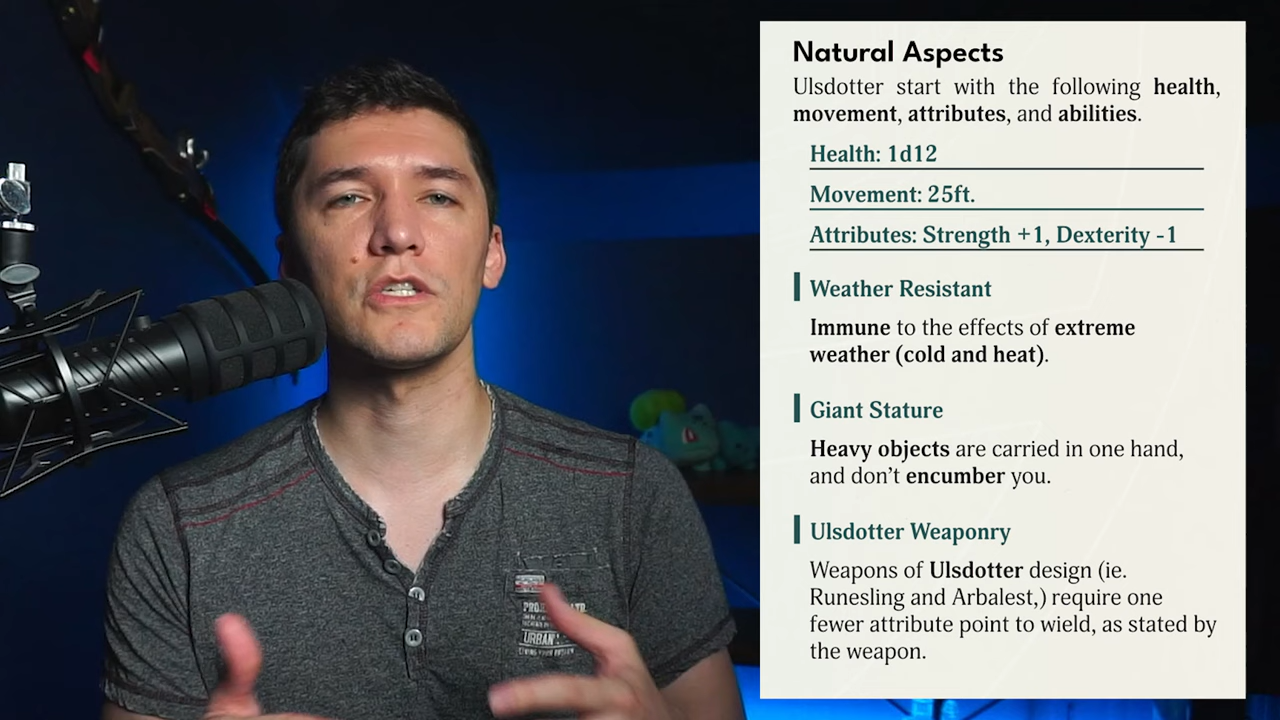 Natural Aspects
Ulsdotter start with the following health,
movement, attributes, and abilities.
Health: 1d12
Movement: 25ft.
Attributes: Strength +1, Dexterity -1
Weather Resistant
Immune to the effects of extreme
weather (cold and heat).
Giant Stature
Heavy objects are carried in one hand,
and don't encumber you.
Ulsdotter Weaponry
Weapons of Ulsdotter design (ie.
Runesling and Arbalest,) require one
fewer attribute point to wield, as stated by
the weapon.
URBAN